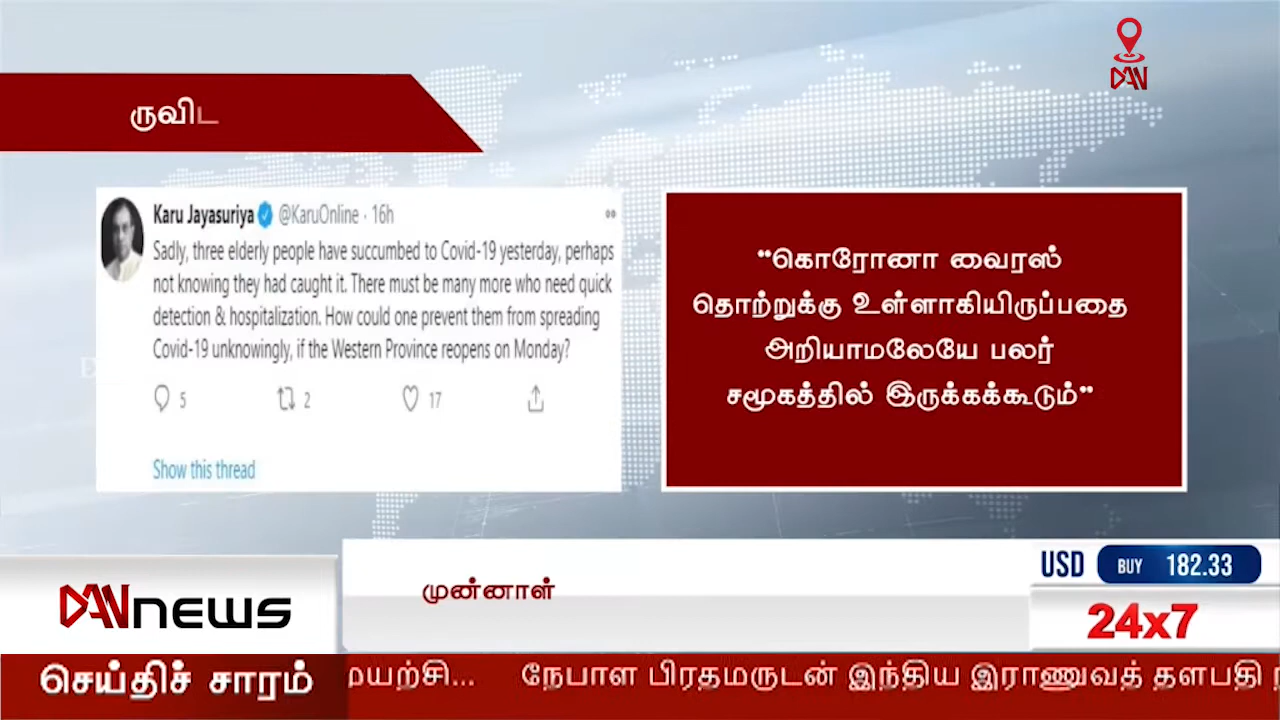 DAN
ருவிட
Karu Jayasuriya @KaruOnline · 16h
Sadly, three elderly people have succumbed to Covid-19 yesterday, perhaps
not knowing they had caught it. There must be many more who need quick
detection & hospitalization. How could one prevent them from spreading
Covid-19 unknowingly, if the Western Province reopens on Monday?
5 2 17
Show this thread
"கொரோனா வைரஸ்
தொற்றுக்கு உள்ளாகியிருப்பதை
அறியாமலேயே பலர்
சமூகத்தில் இருக்கக்கூடும்"
முன்னாள்
USD BUY 182.33
DAN news
24x7
செய்திச் சாரம் மயற்சி... நேபாள பிரதமருடன் இந்திய இராணுவத் தளபதி